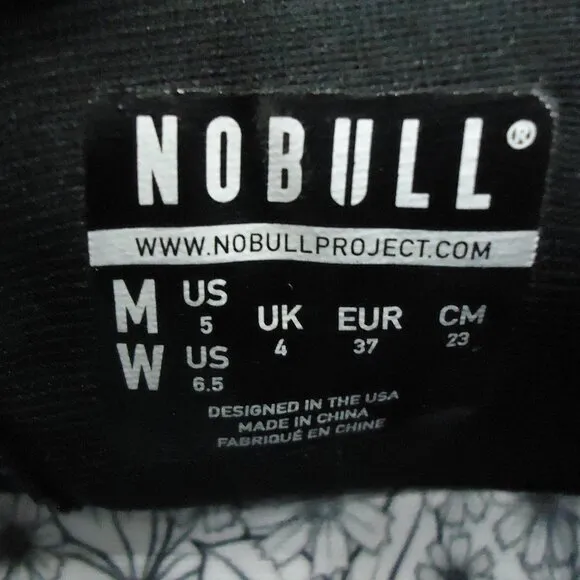 NOBULL®
WWW.NOBULLPROJECT.COM
M US 5 UK 4 EUR 37 CM 23
W US 6.5
DESIGNED IN THE USA
MADE IN CHINA
FABRIQUÉ EN CHINE